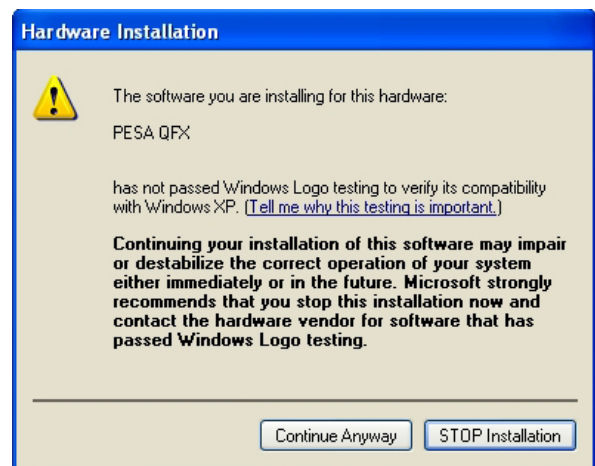 Hardware Installation
The software you are installing for this hardware:
PESA QFX
has not passed Windows Logo testing to verify its compatibility
with Windows XP. (Tell me why this testing is important.)
Continuing your installation of this software may impair
or destabilize the correct operation of your system
either immediately or in the future. Microsoft strongly
recommends that you stop this installation now and
contact the hardware vendor for software that has
passed Windows Logo testing.
Continue Anyway
STOP Installation